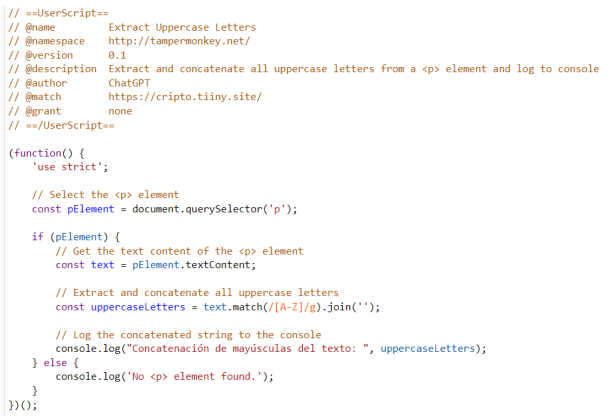 // ==UserScript==
// @name         Extract Uppercase Letters
// @namespace    http://tampermonkey.net/
// @version      0.1
// @description  Extract and concatenate all uppercase letters from a <p> element and log to console
// @author       ChatGPT
// @match        https://cripto.tiiny.site/
// @grant        none
// ==/UserScript==

(function() {
    'use strict';

    // Select the <p> element
    const pElement = document.querySelector('p');

    if (pElement) {
        // Get the text content of the <p> element
        const text = pElement.textContent;

        // Extract and concatenate all uppercase letters
        const uppercaseLetters = text.match(/[A-Z]/g).join('');

        // Log the concatenated string to the console
        console.log("Concatenación de mayúsculas del texto: ", uppercaseLetters);
    } else {
        console.log('No <p> element found.');
    }
})();